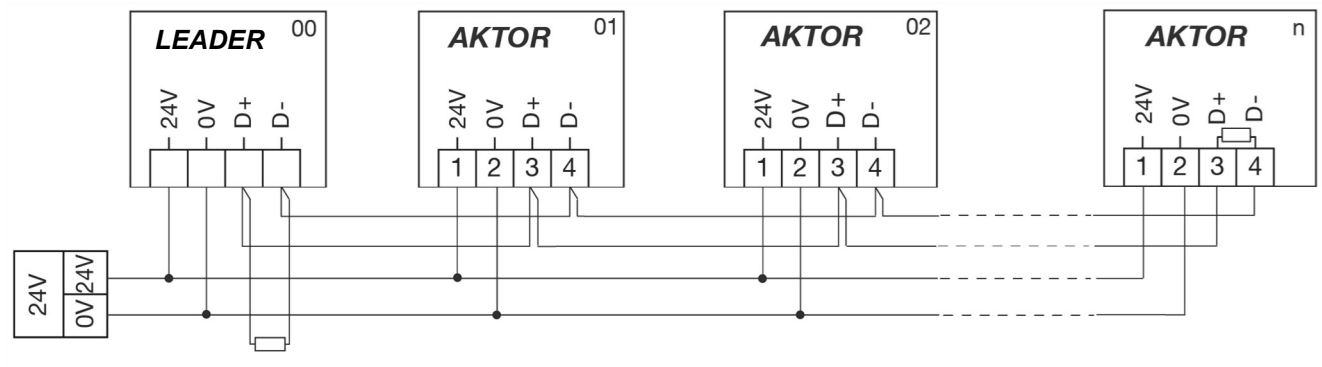 LEADER 00
24V 0V D+ D-
AKTOR 01
24V 0V D+ D-
1 2 3 4
AKTOR 02
24V 0V D+ D-
1 2 3 4
AKTOR n
24V 0V D+ D-
1 2 3 4
24V
24V
0V